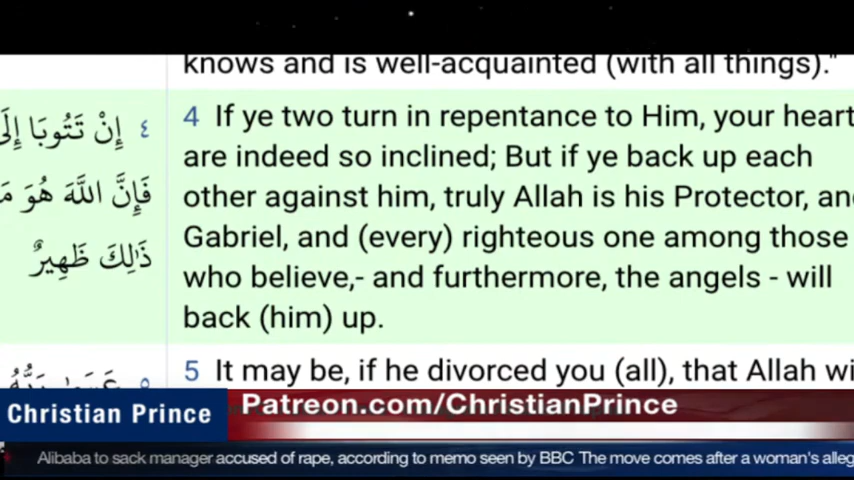 knows and is well-acquainted (with all things)."
٤ إِنْ تَتُوبَا إِلَى
4 If ye two turn in repentance to Him, your heart
are indeed so inclined; But if ye back up each
فَإِنَّ اللَّهَ هُوَ
other against him, truly Allah is his Protector, an
Gabriel, and (every) righteous one among those
ذَٰلِكَ ظَهِيرٌ
who believe,- and furthermore, the angels - will
back (him) up.
٥
5 It may be, if he divorced you (all), that Allah wi
Christian Prince
Patreon.com/ChristianPrince
Alibaba to sack manager accused of rape, according to memo seen by BBC The move comes after a woman's alleg